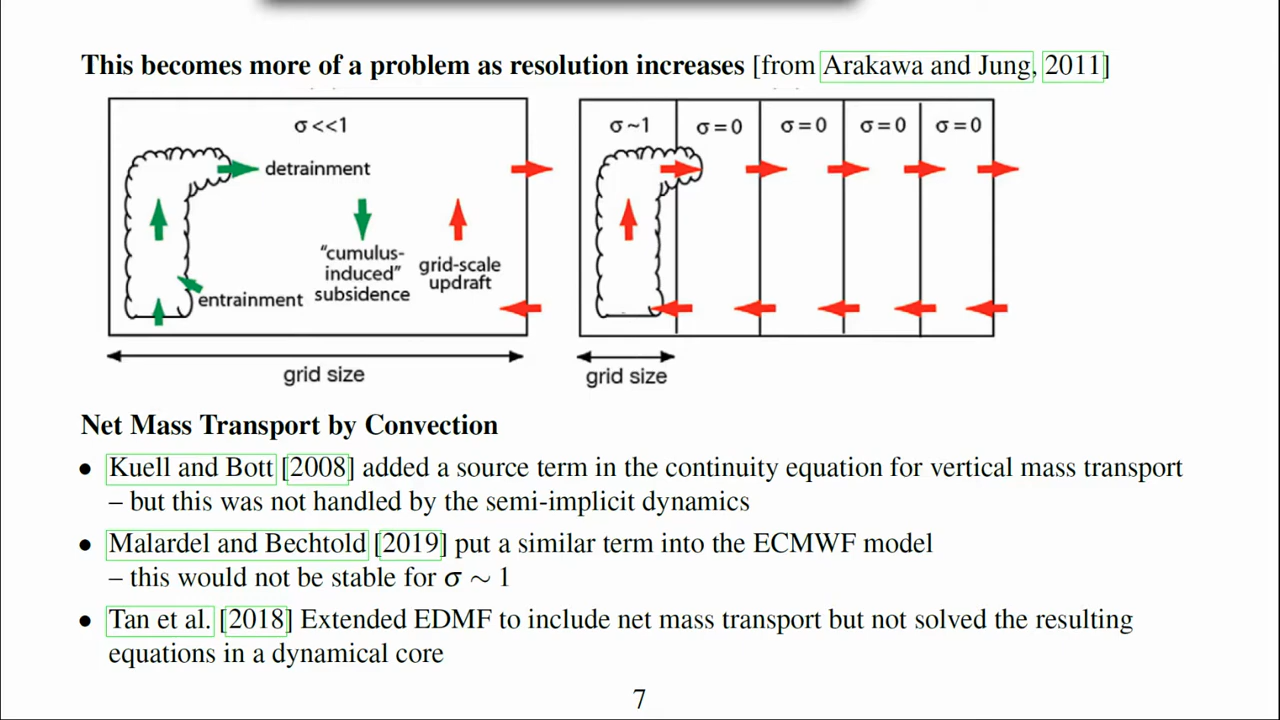 This becomes more of a problem as resolution increases [from Arakawa and Jung, 2011]
σ <<1
detrainment
"cumulus-
induced"
subsidence
grid-scale
updraft
entrainment
grid size
σ~1
σ=0
σ=0
σ=0
σ=0
grid size
Net Mass Transport by Convection
• Kuell and Bott [2008] added a source term in the continuity equation for vertical mass transport
– but this was not handled by the semi-implicit dynamics
• Malardel and Bechtold [2019] put a similar term into the ECMWF model
– this would not be stable for σ ∼ 1
• Tan et al. [2018] Extended EDMF to include net mass transport but not solved the resulting
equations in a dynamical core
7